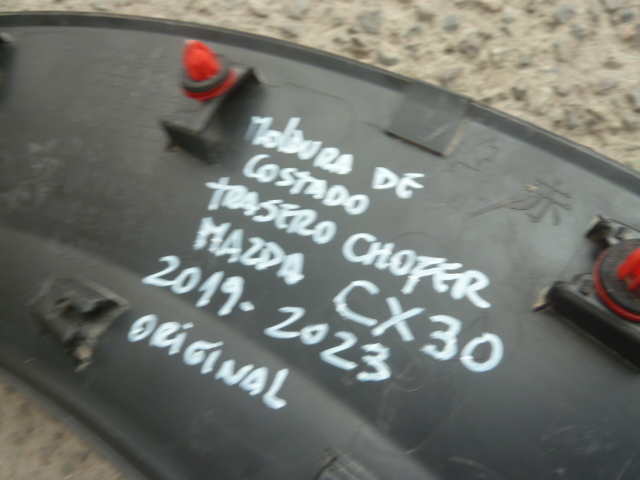 MOLDURA DE
COSTADO
TRASERO CHOFER
MAZDA CX30
2019-2023
ORIGINAL